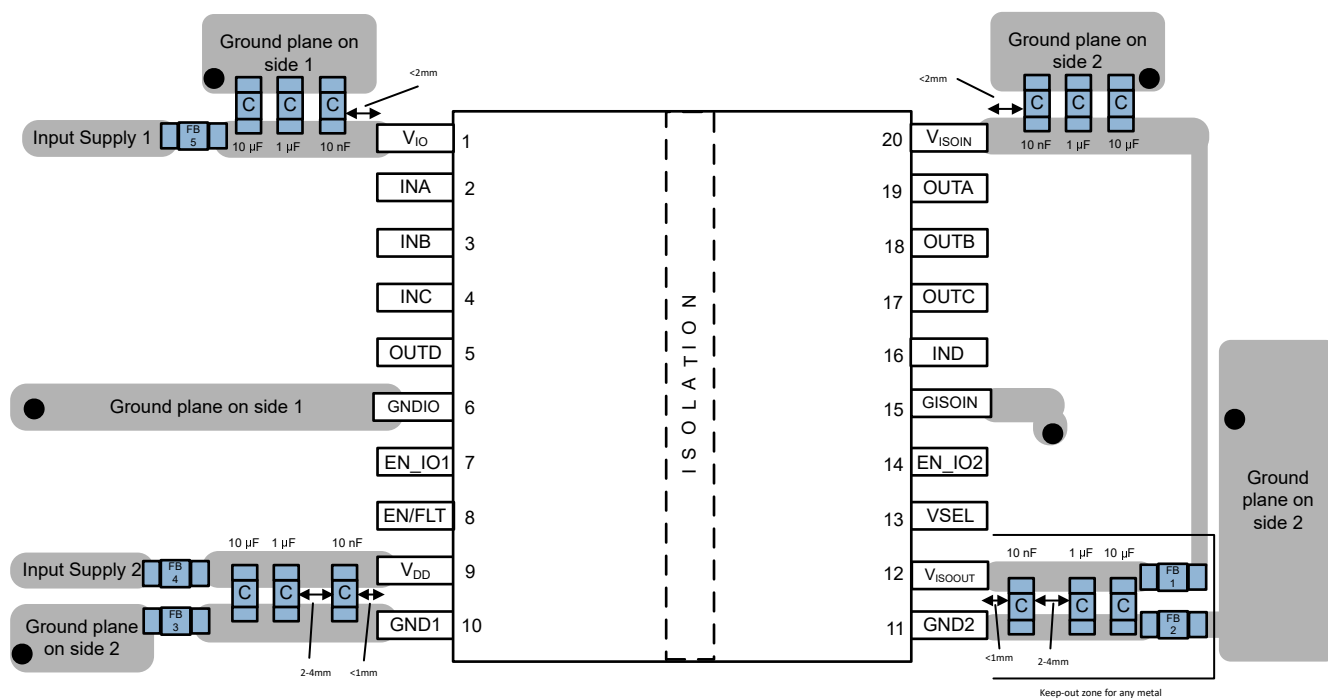 Ground plane on
side 1
<2mm
C C C
Input Supply 1
FB
5
10 µF 1 µF 10 nF
VIO 1
INA 2
INB 3
INC 4
OUTD 5
Ground plane on side 1
GNDIO 6
EN_IO1 7
EN/FLT 8
10 µF 1 µF 10 nF
Input Supply 2
FB
4
VDD 9
C C C
FB
3
Ground plane
on side 2
GND1 10
2-4mm <1mm
ISOLATION
Ground plane on
side 2
<2mm
C C C
20 VISOIN
10 nF 1 µF 10 µF
19 OUTA
18 OUTB
17 OUTC
16 IND
15 GISOIN
14 EN_IO2
13 VSEL
10 nF 1 µF 10 µF
12 VISOOUT
FB
1
C C C
11 GND2
FB
2
<1mm 2-4mm
Ground
plane on
side 2
Keep-out zone for any metal